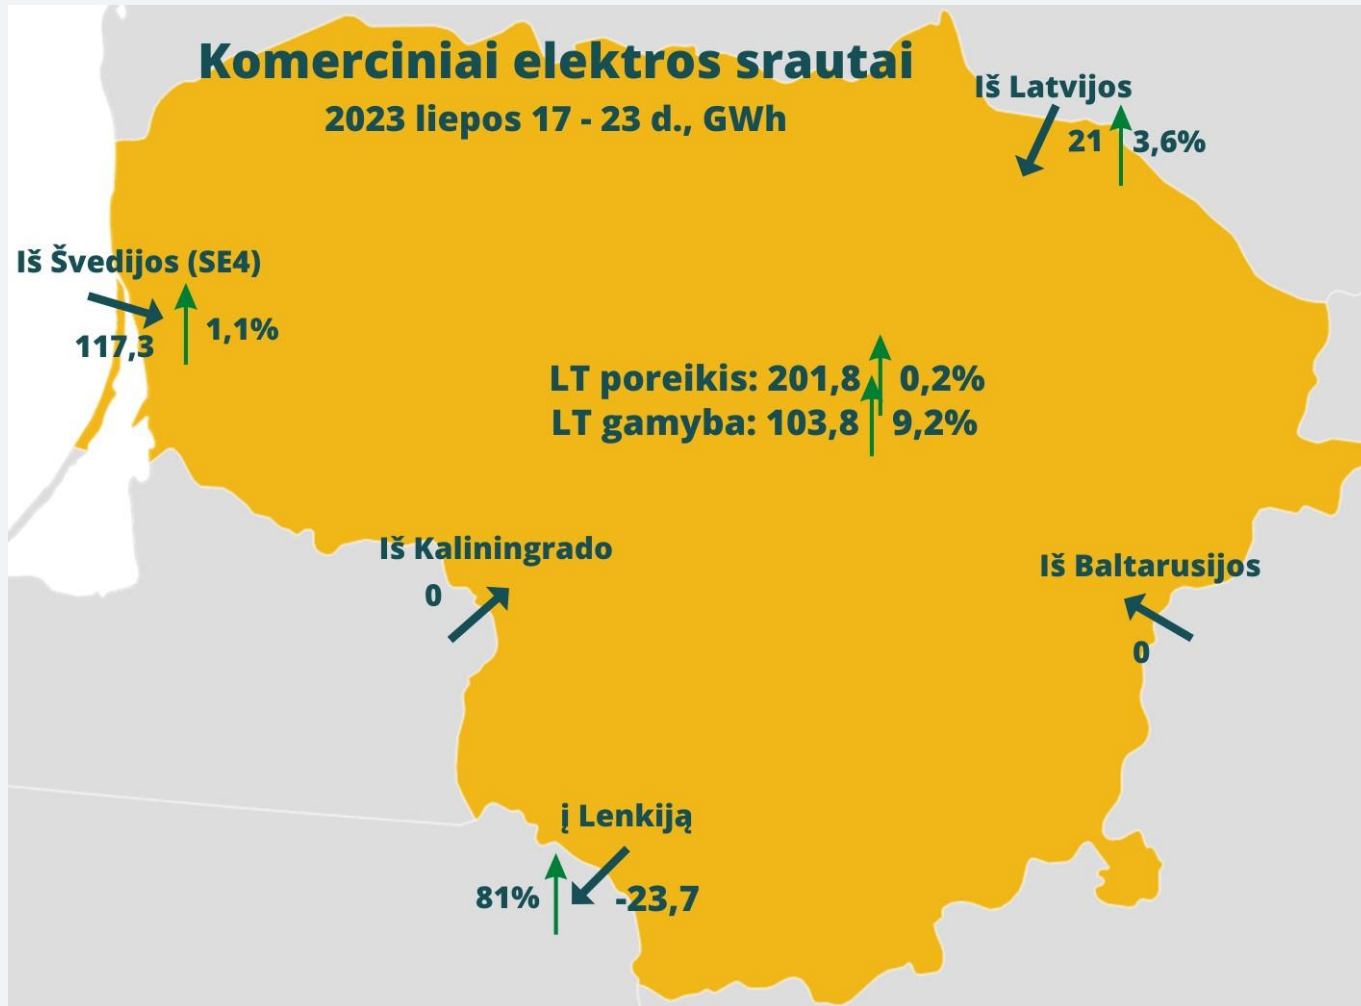 Komerciniai elektros srautai
2023 liepos 17 - 23 d., GWh
Iš Latvijos
21 3,6%
Iš Švedijos (SE4)
117,3 1,1%
LT poreikis: 201,8 0,2%
LT gamyba: 103,8 9,2%
Iš Kaliningrado
0
Iš Baltarusijos
0
į Lenkiją
81% -23,7